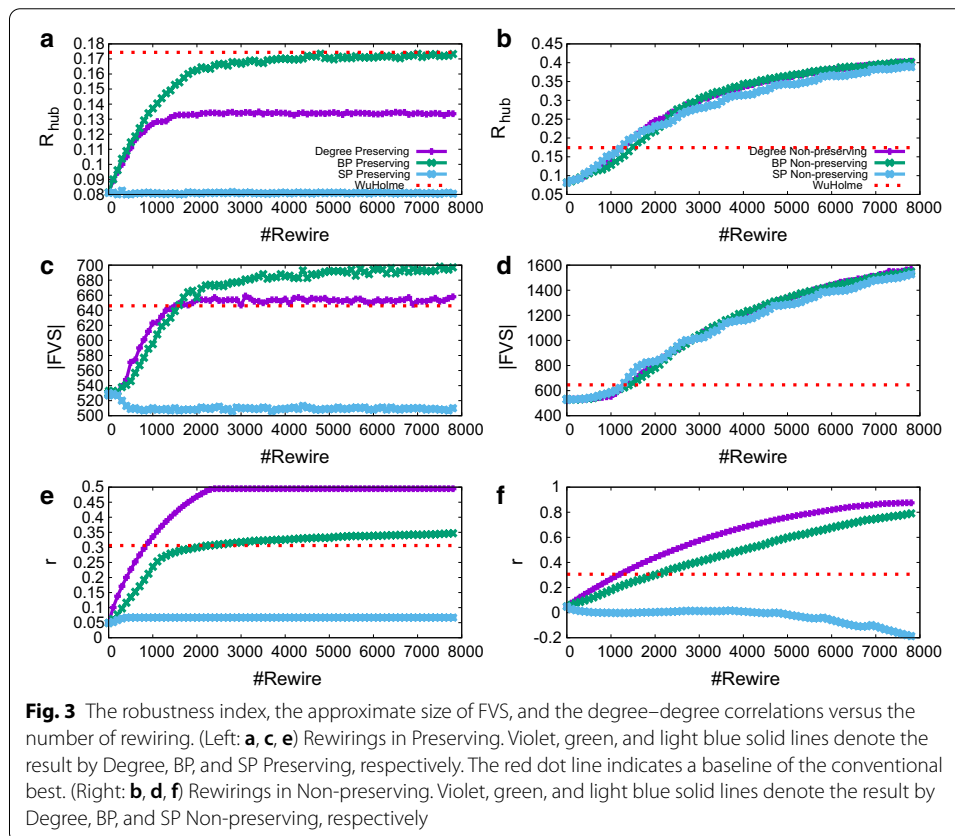 a
0.18
0.17
0.16
0.15
0.14
0.13
0.12
0.11
0.1
0.09
0.08
R_hub
Degree Preserving
BP Preserving
SP Preserving
WuHolme
0 1000 2000 3000 4000 5000 6000 7000 8000
#Rewire
b
0.45
0.4
0.35
0.3
0.25
0.2
0.15
0.1
0.05
R_hub
Degree Non-preserving
BP Non-preserving
SP Non-preserving
WuHolme
0 1000 2000 3000 4000 5000 6000 7000 8000
#Rewire
c
700
680
660
640
620
600
580
560
540
520
500
|FVS|
0 1000 2000 3000 4000 5000 6000 7000 8000
#Rewire
d
1600
1400
1200
1000
800
600
400
|FVS|
0 1000 2000 3000 4000 5000 6000 7000 8000
#Rewire
e
0.5
0.45
0.4
0.35
0.3
0.25
0.2
0.15
0.1
0.05
0
r
0 1000 2000 3000 4000 5000 6000 7000 8000
#Rewire
f
1
0.8
0.6
0.4
0.2
0
-0.2
r
0 1000 2000 3000 4000 5000 6000 7000 8000
#Rewire
Fig. 3 The robustness index, the approximate size of FVS, and the degree–degree correlations versus the
number of rewiring. (Left: a, c, e) Rewirings in Preserving. Violet, green, and light blue solid lines denote the
result by Degree, BP, and SP Preserving, respectively. The red dot line indicates a baseline of the conventional
best. (Right: b, d, f) Rewirings in Non-preserving. Violet, green, and light blue solid lines denote the result by
Degree, BP, and SP Non-preserving, respectively